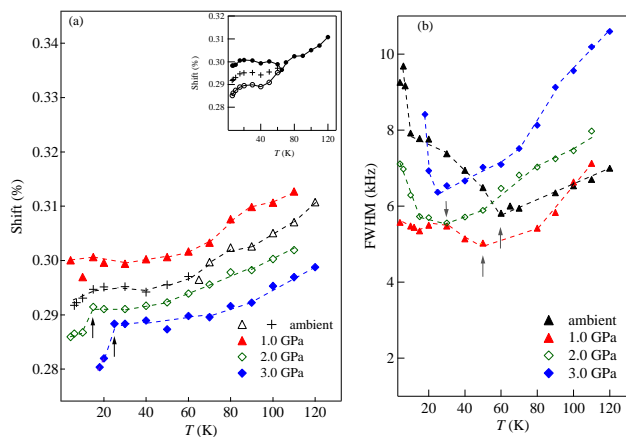 (a)
0.34
0.33
0.32
0.31
0.30
0.29
0.28
Shift (%)
0 20 40 60 80 100 120
T (K)
ambient
1.0 GPa
2.0 GPa
3.0 GPa
0.31
0.30
0.29
0.28
Shift (%)
0 40 80 120
T (K)
(b)
10
8
6
4
2
FWHM (kHz)
20 40 60 80 100 120
T (K)
ambient
1.0 GPa
2.0 GPa
3.0 GPa